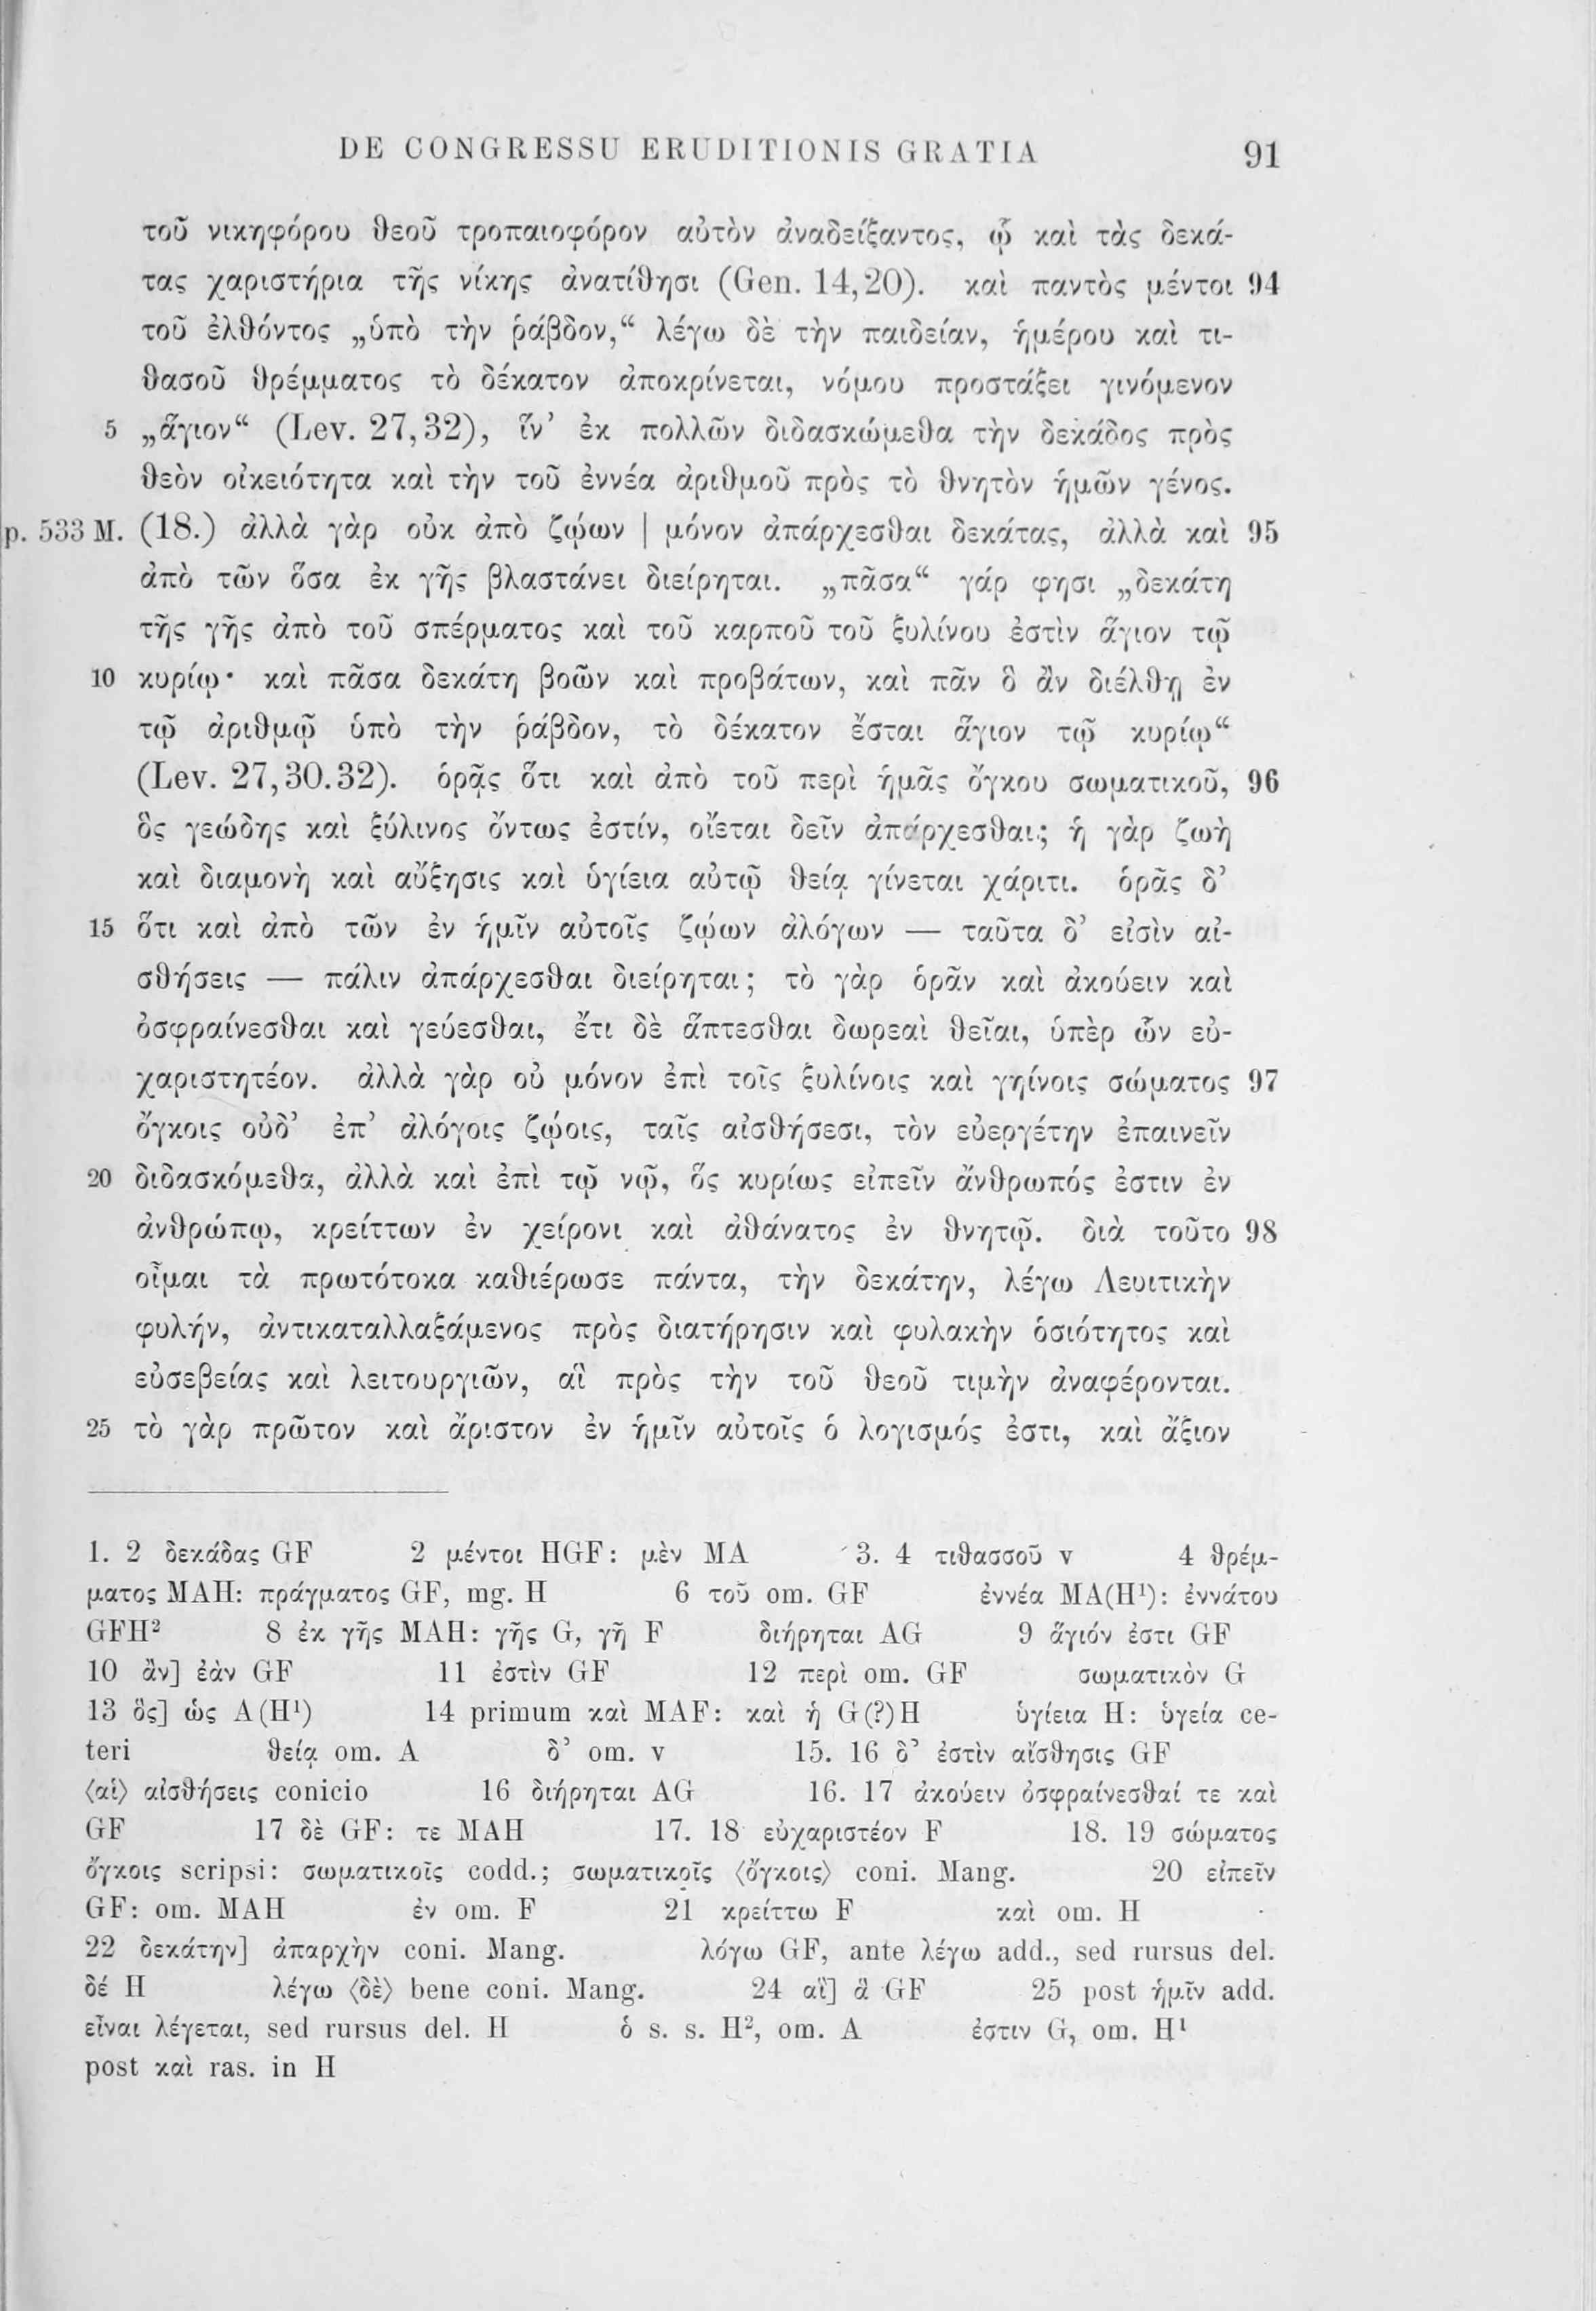 DE CONGRESSU ERUDITIONIS GRATIA 91
τοῦ νικηφόρου θεοῦ τροπαιοφόρον αὐτὸν ἀναδείξαντος, ᾧ καὶ τὰς δεκά-
τας χαριστήρια τῆς νίκης ἀνατίθησι (Gen. 14,20). καὶ παντὸς μέντοι 94
τοῦ ἐλθόντος „ὑπὸ τὴν ῥάβδον,“ λέγω δὲ τὴν παιδείαν, ἡμέρου καὶ τι-
θασοῦ θρέμματος τὸ δέκατον ἀποκρίνεται, νόμου προστάξει γινόμενον
5 „ἅγιον“ (Lev. 27,32), ἵν’ ἐκ πολλῶν διδασκώμεθα τὴν δεκάδος πρὸς
θεὸν οἰκειότητα καὶ τὴν τοῦ ἐννέα ἀριθμοῦ πρὸς τὸ θνητὸν ἡμῶν γένος.
p. 533 M. (18.) ἀλλὰ γὰρ οὐκ ἀπὸ ζῴων | μόνον ἀπάρχεσθαι δεκάτας, ἀλλὰ καὶ 95
ἀπὸ τῶν ὅσα ἐκ γῆς βλαστάνει διείρηται. „πᾶσα“ γάρ φησι „δεκάτη
τῆς γῆς ἀπὸ τοῦ σπέρματος καὶ τοῦ καρποῦ τοῦ ξυλίνου ἐστὶν ἅγιον τῷ
10 κυρίῳ· καὶ πᾶσα δεκάτη βοῶν καὶ προβάτων, καὶ πᾶν ὃ ἂν διέλθῃ ἐν
τῷ ἀριθμῷ ὑπὸ τὴν ῥάβδον, τὸ δέκατον ἔσται ἅγιον τῷ κυρίῳ“
(Lev. 27,30.32). ὁρᾷς ὅτι καὶ ἀπὸ τοῦ περὶ ἡμᾶς ὄγκου σωματικοῦ, 96
ὃς γεώδης καὶ ξύλινος ὄντως ἐστίν, οἴεται δεῖν ἀπάρχεσθαι; ἡ γὰρ ζωὴ
καὶ διαμονὴ καὶ αὔξησις καὶ ὑγίεια αὐτῷ θείᾳ γίνεται χάριτι. ὁρᾷς δ’
15 ὅτι καὶ ἀπὸ τῶν ἐν ἡμῖν αὐτοῖς ζῴων ἀλόγων — ταῦτα δ’ εἰσὶν αἰ-
σθήσεις — πάλιν ἀπάρχεσθαι διείρηται; τὸ γὰρ ὁρᾶν καὶ ἀκούειν καὶ
ὀσφραίνεσθαι καὶ γεύεσθαι, ἔτι δὲ ἅπτεσθαι δωρεαὶ θεῖαι, ὑπὲρ ὧν εὐ-
χαριστητέον. ἀλλὰ γὰρ οὐ μόνον ἐπὶ τοῖς ξυλίνοις καὶ γηίνοις σώματος 97
ὄγκοις οὐδ’ ἐπ’ ἀλόγοις ζῴοις, ταῖς αἰσθήσεσι, τὸν εὐεργέτην ἐπαινεῖν
20 διδασκόμεθα, ἀλλὰ καὶ ἐπὶ τῷ νῷ, ὃς κυρίως εἰπεῖν ἄνθρωπός ἐστιν ἐν
ἀνθρώπῳ, κρείττων ἐν χείρονι καὶ ἀθάνατος ἐν θνητῷ. διὰ τοῦτο 98
οἶμαι τὰ πρωτότοκα καθιέρωσε πάντα, τὴν δεκάτην, λέγω Λευιτικὴν
φυλήν, ἀντικαταλλαξάμενος πρὸς διατήρησιν καὶ φυλακὴν ὁσιότητος καὶ
εὐσεβείας καὶ λειτουργιῶν, αἳ πρὸς τὴν τοῦ θεοῦ τιμὴν ἀναφέρονται.
25 τὸ γὰρ πρῶτον καὶ ἄριστον ἐν ἡμῖν αὐτοῖς ὁ λογισμός ἐστι, καὶ ἄξιον
1. 2 δεκάδας GF 2 μέντοι HGF: μὲν MA 3. 4 τιθασσοῦ v 4 θρέμ-
ματος MAH: πράγματος GF, mg. H 6 τοῦ om. GF ἐννέα MA(H¹): ἐννάτου
GFH² 8 ἐκ γῆς MAH: γῆς G, γῆ F διήρηται AG 9 ἅγιόν ἐστι GF
10 ἂν] ἐὰν GF 11 ἐστὶν GF 12 περὶ om. GF σωματικὸν G
13 ὃς] ὡς A(H¹) 14 primum καὶ MAF: καὶ ἡ G(?)H ὑγίεια H: ὑγεία ce-
teri θείᾳ om. A δ’ om. v 15. 16 δ’ ἐστὶν αἴσθησις GF
⟨αἱ⟩ αἰσθήσεις conicio 16 διήρηται AG 16. 17 ἀκούειν ὀσφραίνεσθαί τε καὶ
GF 17 δὲ GF: τε MAH 17. 18 εὐχαριστέον F 18. 19 σώματος
ὄγκοις scripsi: σωματικοῖς codd.; σωματικοῖς ⟨ὄγκοις⟩ coni. Mang. 20 εἰπεῖν
GF: om. MAH ἐν om. F 21 κρείττω F καὶ om. H
22 δεκάτην] ἀπαρχὴν coni. Mang. λόγω GF, ante λέγω add., sed rursus del.
δέ H λέγω ⟨δὲ⟩ bene coni. Mang. 24 αἳ] ἃ GF 25 post ἡμῖν add.
εἶναι λέγεται, sed rursus del. H ὁ s. s. H², om. A ἐστιν G, om. H¹
post καὶ ras. in H